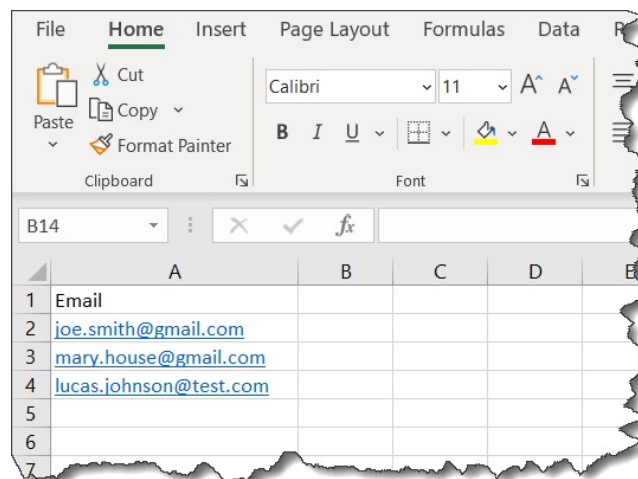 File Home Insert Page Layout Formulas Data
Cut
Copy
Paste
Format Painter
Calibri 11 A A
B I U A
Clipboard Font
B14 fx
A B C D E
1 Email
2 joe.smith@gmail.com
3 mary.house@gmail.com
4 lucas.johnson@test.com
5
6
7